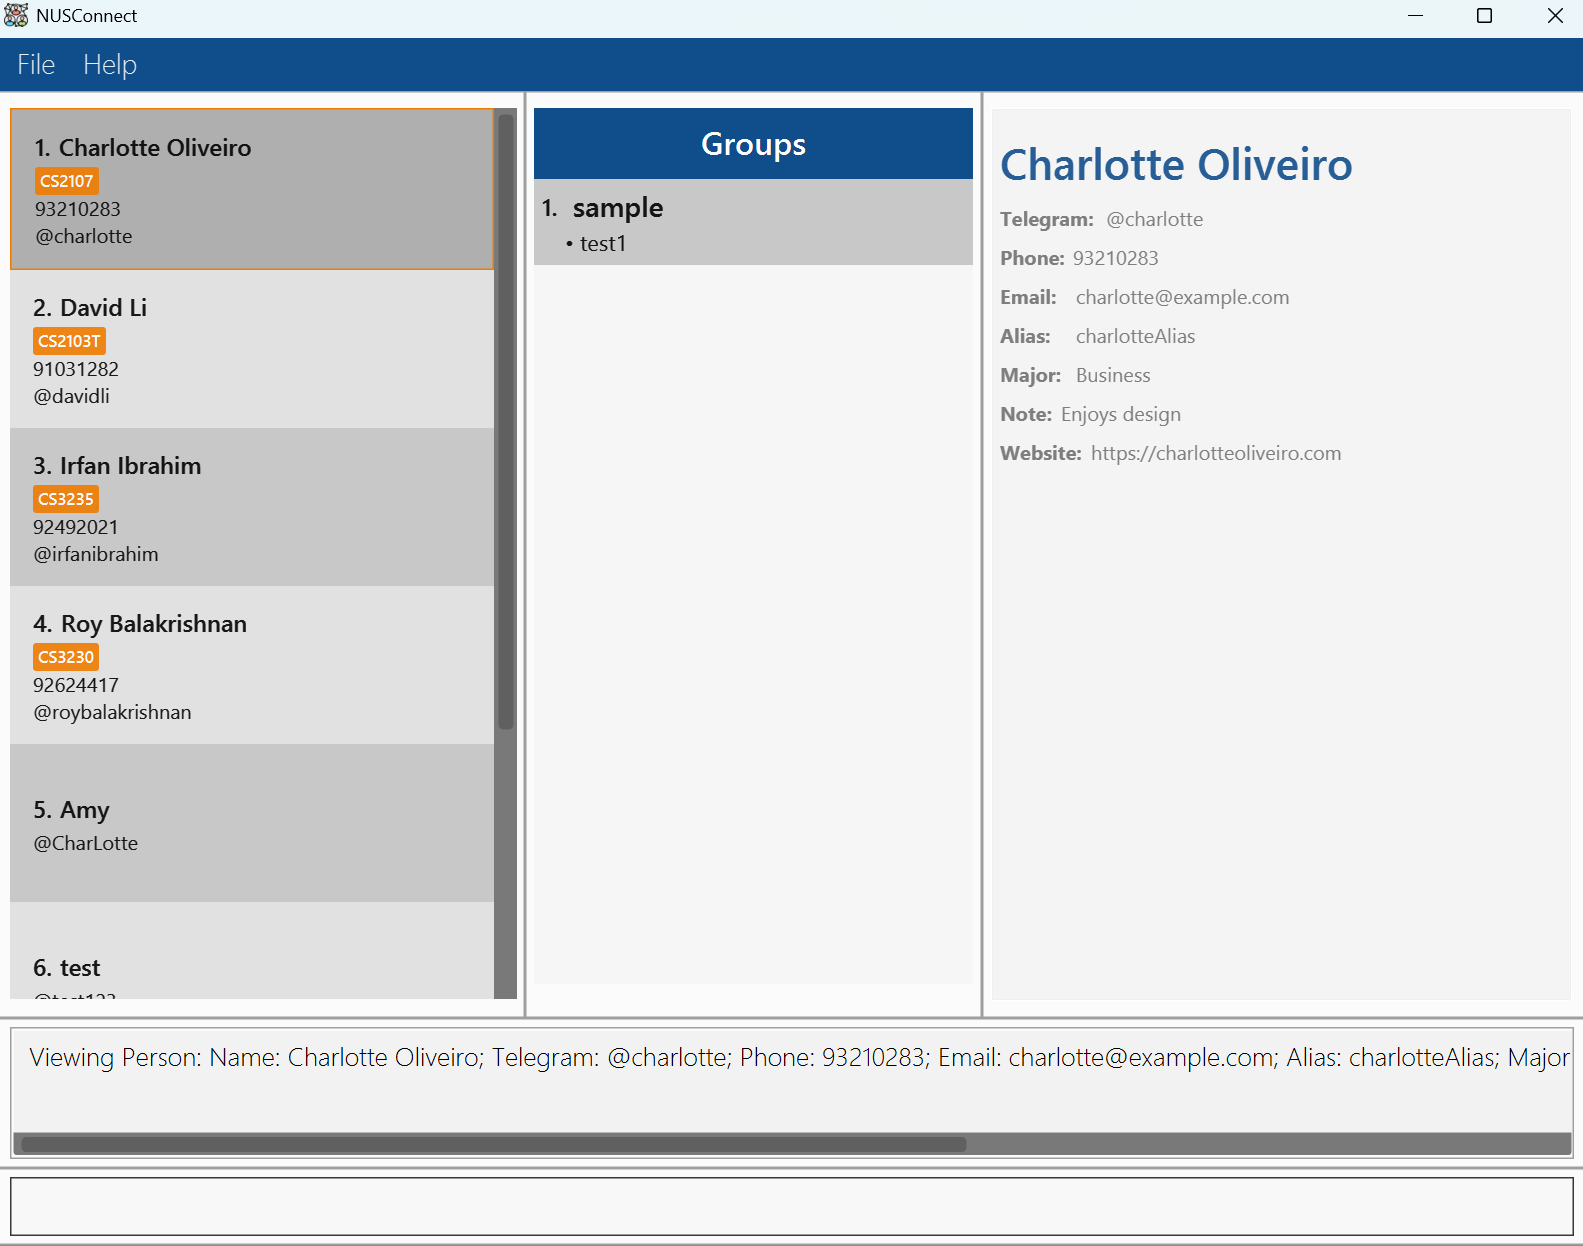 NUSConnect
File Help
1. Charlotte Oliveiro
CS2107
93210283
@charlotte
2. David Li
CS2103T
91031282
@davidli
3. Irfan Ibrahim
CS3235
92492021
@irfanibrahim
4. Roy Balakrishnan
CS3230
92624417
@roybalakrishnan
5. Amy
@CharLotte
6. test
Groups
1. sample
• test1
Charlotte Oliveiro
Telegram: @charlotte
Phone: 93210283
Email: charlotte@example.com
Alias: charlotteAlias
Major: Business
Note: Enjoys design
Website: https://charlotteoliveiro.com
Viewing Person: Name: Charlotte Oliveiro; Telegram: @charlotte; Phone: 93210283; Email: charlotte@example.com; Alias: charlotteAlias; Major